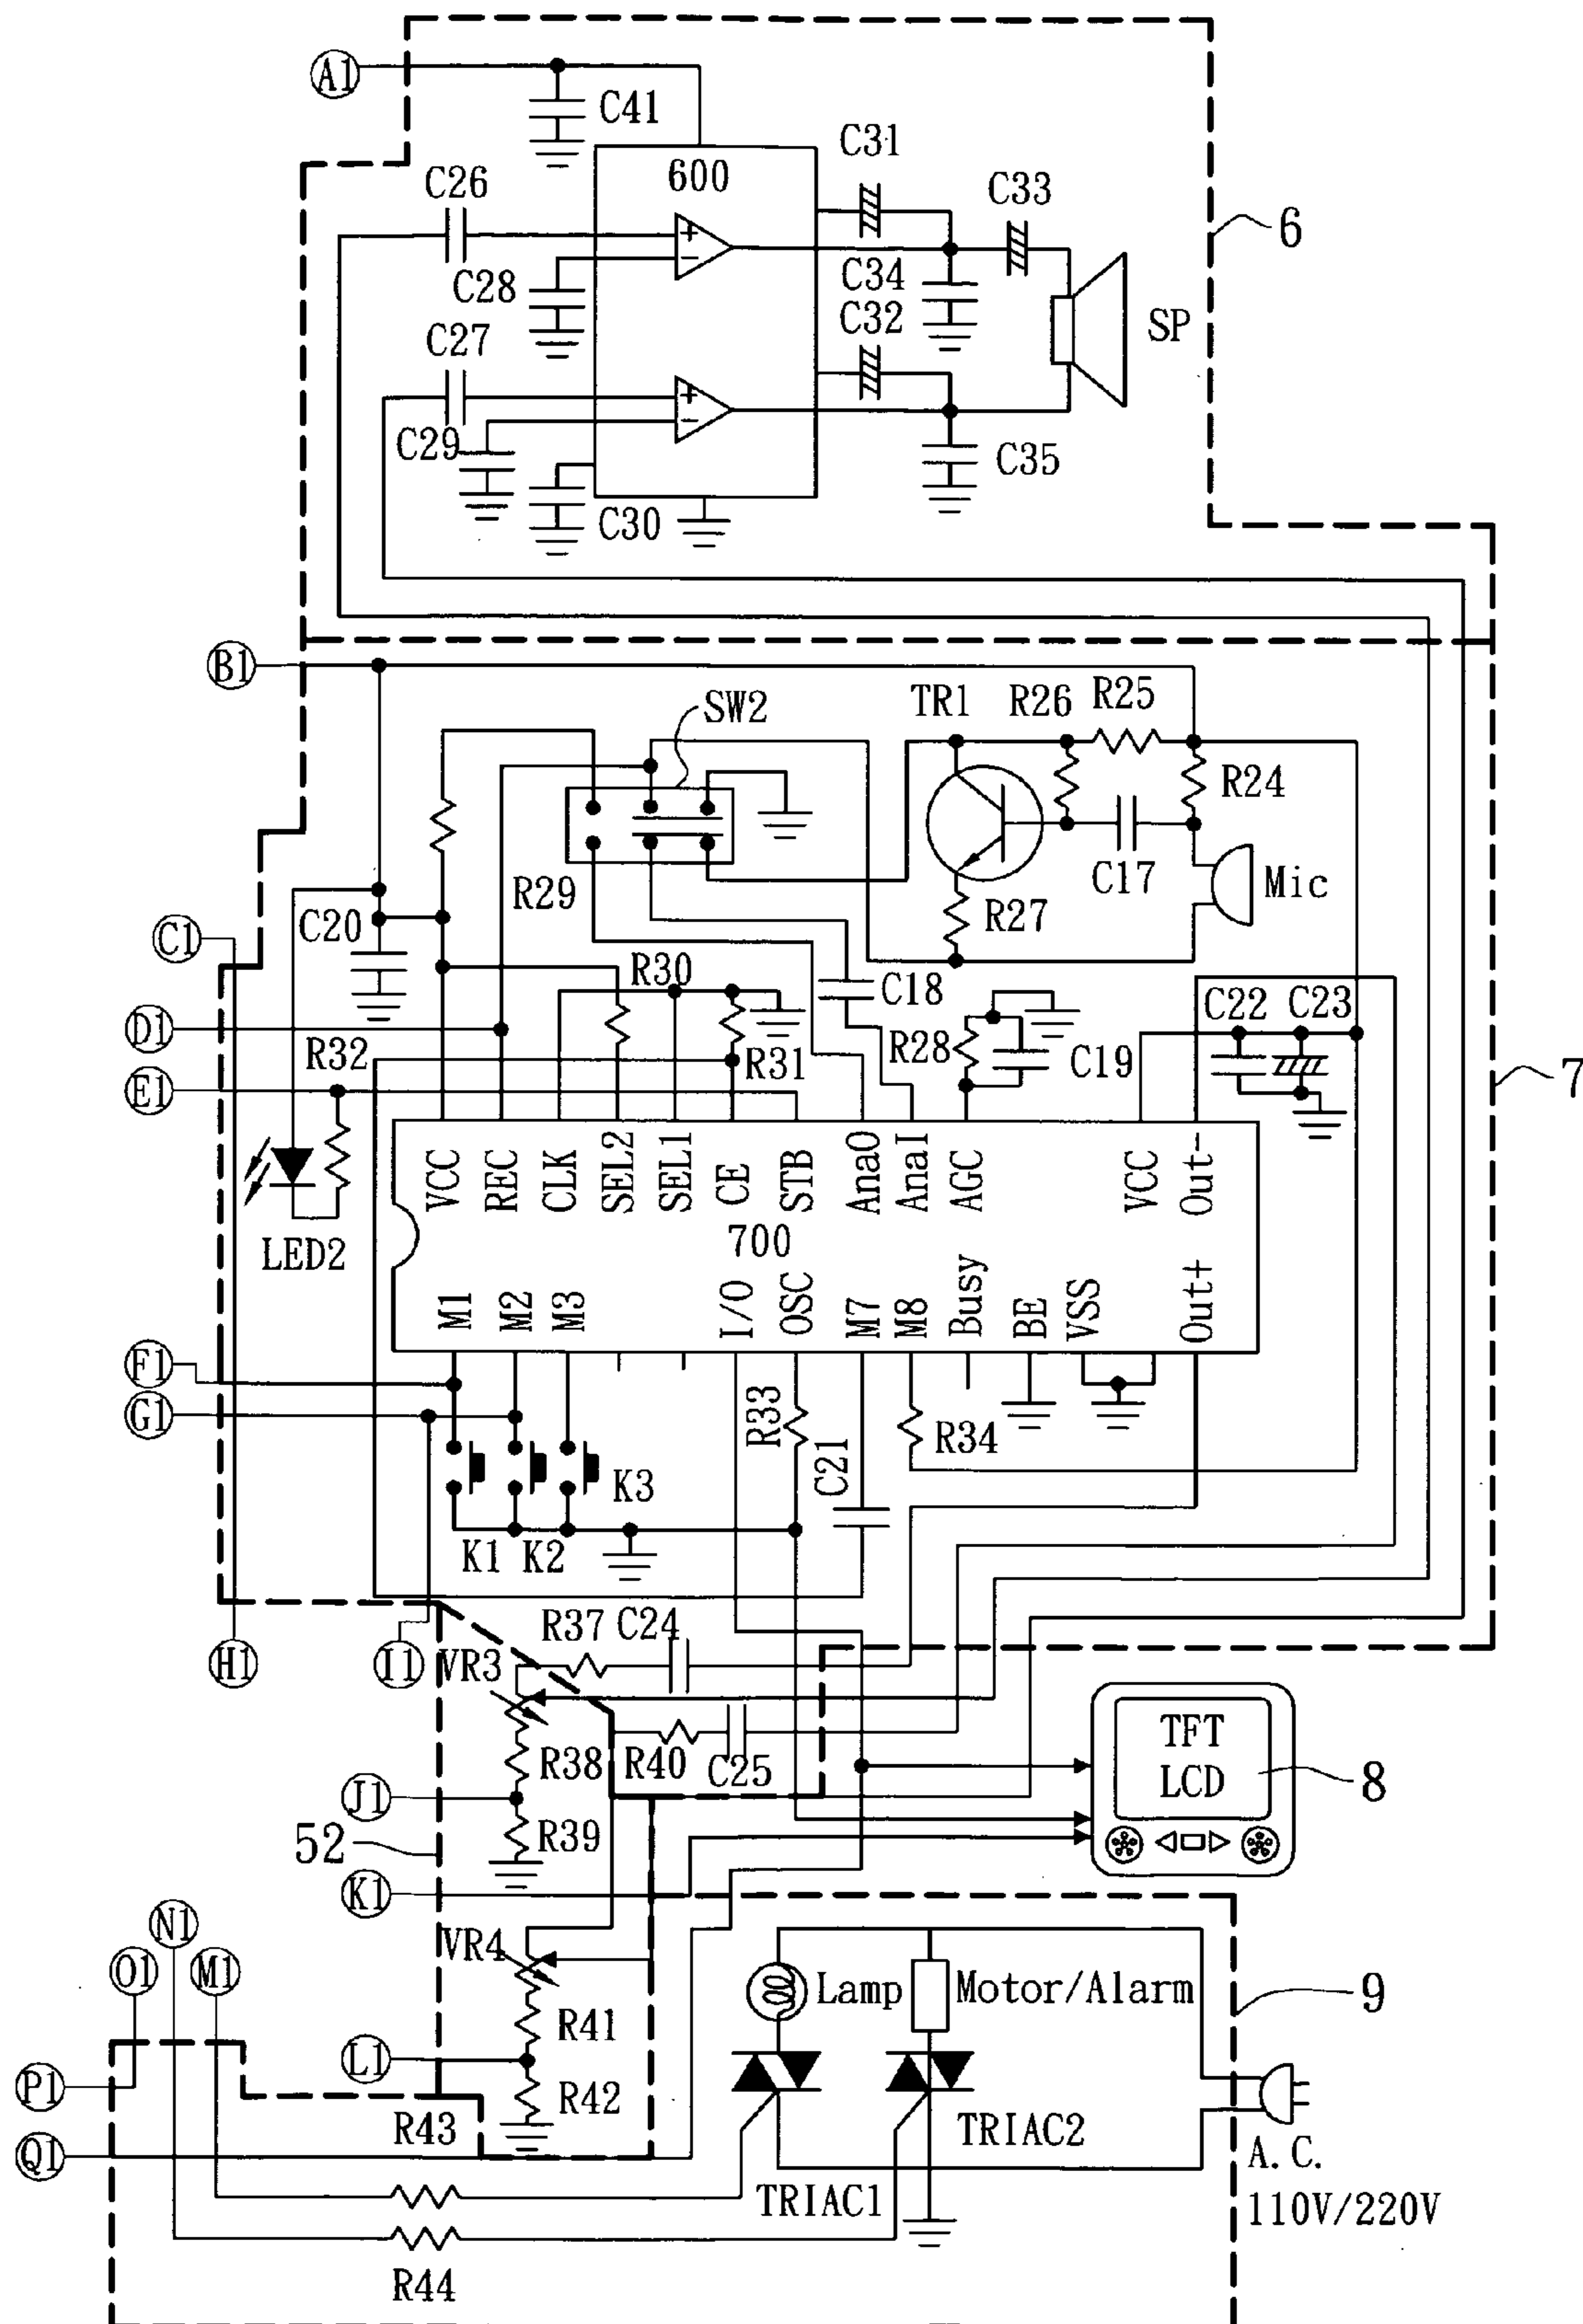 A1
C41
C31
600
C26
C33
6
C28
C34
C32
SP
C27
C29
C35
C30
B1
SW2
TR1
R26
R25
R24
R29
C17
Mic
C20
R27
C1
R30
C18
C22
C23
D1
R32
R28
C19
R31
E1
7
VCC
REC
CLK
SEL2
SEL1
CE
STB
AnaO
AnaI
AGC
VCC
Out-
700
LED2
M1
M2
M3
I/O
OSC
M7
M8
Busy
BE
VSS
Out+
F1
G1
R33
R34
C21
K3
K1
K2
R37
C24
H1
I1
VR3
TFT
LCD
R38
R40
C25
8
J1
52
R39
K1
N1
VR4
O1
M1
Lamp
Motor/Alarm
9
R41
L1
P1
R42
R43
TRIAC2
Q1
A.C.
TRIAC1
110V/220V
R44